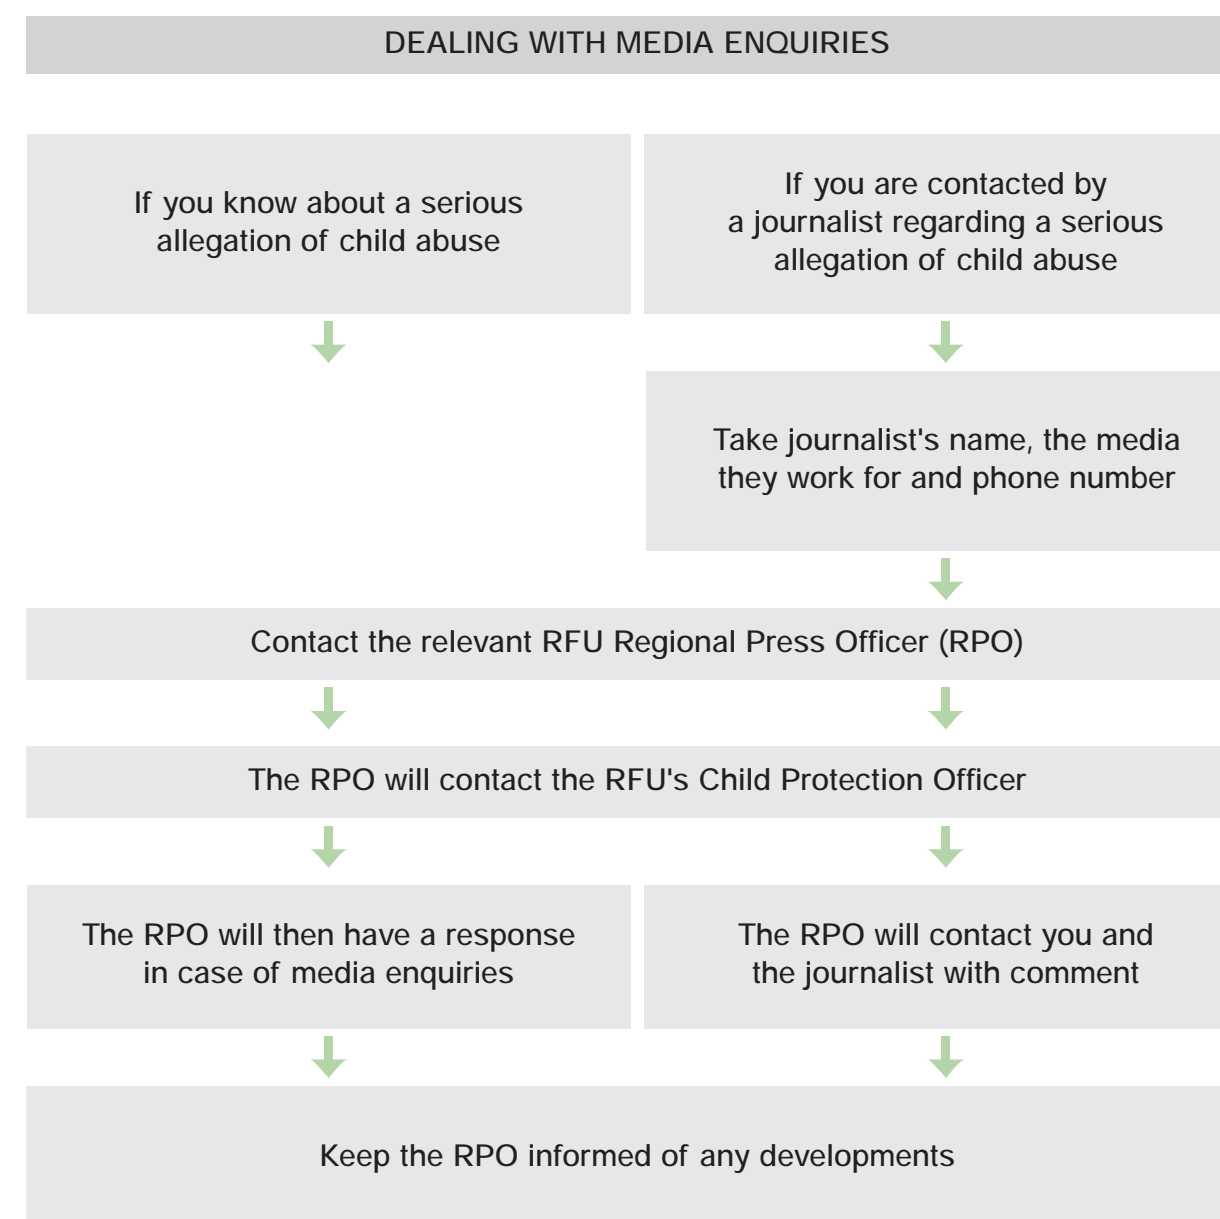 DEALING WITH MEDIA ENQUIRIES
If you know about a serious
allegation of child abuse
If you are contacted by
a journalist regarding a serious
allegation of child abuse
Take journalist's name, the media
they work for and phone number
Contact the relevant RFU Regional Press Officer (RPO)
The RPO will contact the RFU's Child Protection Officer
The RPO will then have a response
in case of media enquiries
The RPO will contact you and
the journalist with comment
Keep the RPO informed of any developments